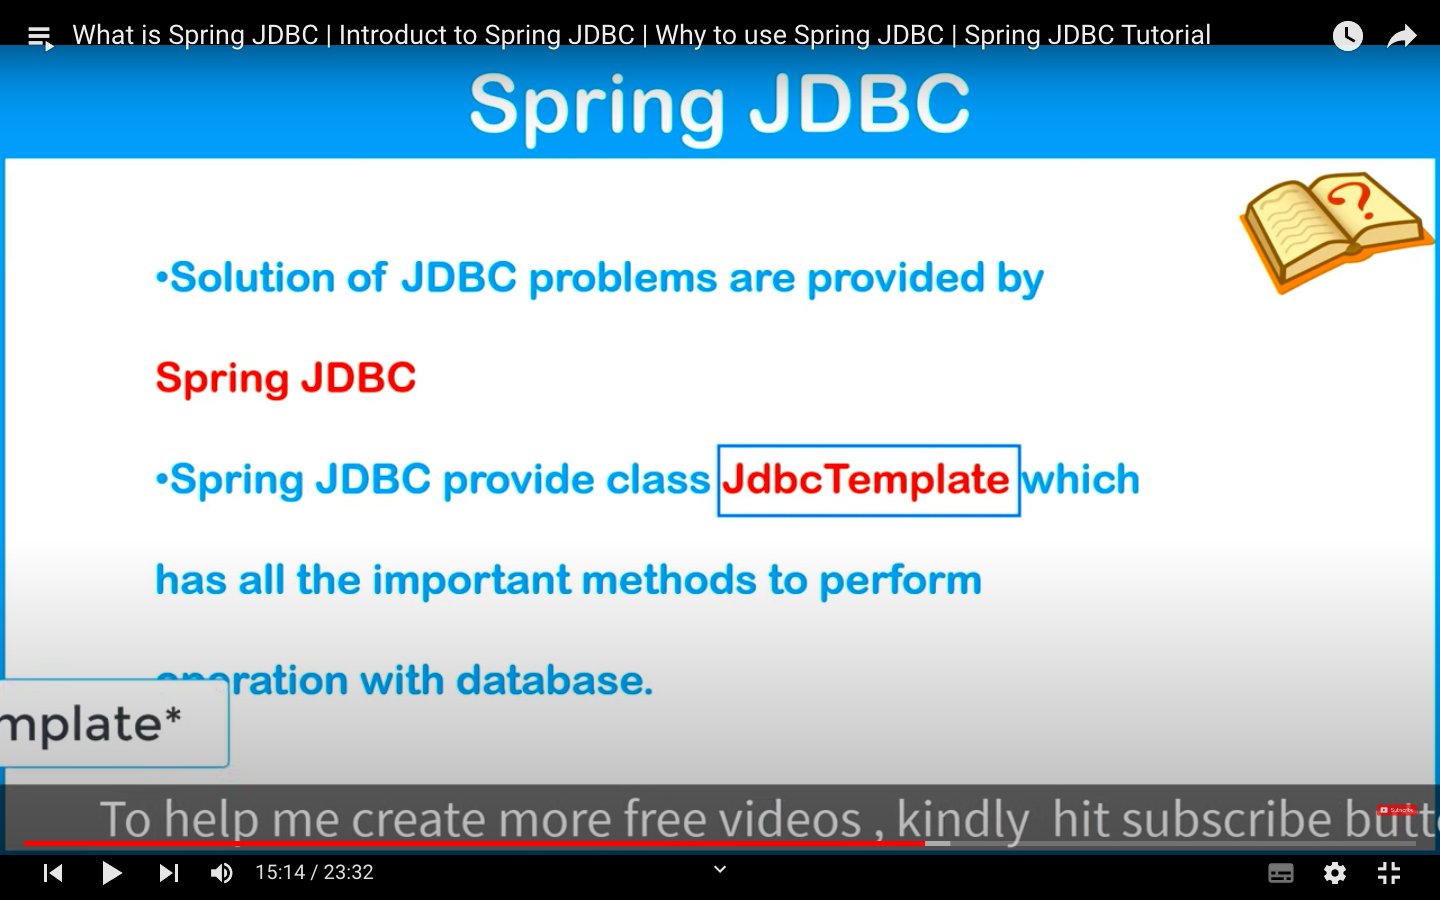 What is Spring JDBC | Introduct to Spring JDBC | Why to use Spring JDBC | Spring JDBC Tutorial
Spring JDBC
?
•Solution of JDBC problems are provided by
Spring JDBC
•Spring JDBC provide class JdbcTemplate which
has all the important methods to perform
operation with database.
mplate*
To help me create more free videos , kindly hit subscribe butt
Subscribe
15:14 / 23:32